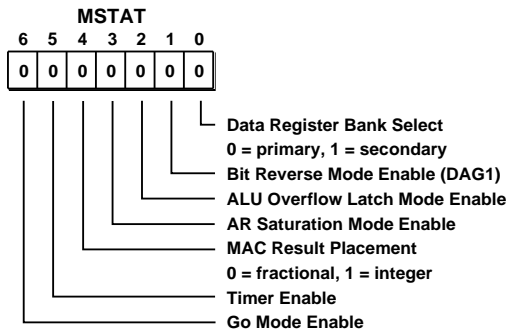 MSTAT
6 5 4 3 2 1 0
0 0 0 0 0 0 0
Data Register Bank Select
0 = primary, 1 = secondary
Bit Reverse Mode Enable (DAG1)
ALU Overflow Latch Mode Enable
AR Saturation Mode Enable
MAC Result Placement
0 = fractional, 1 = integer
Timer Enable
Go Mode Enable